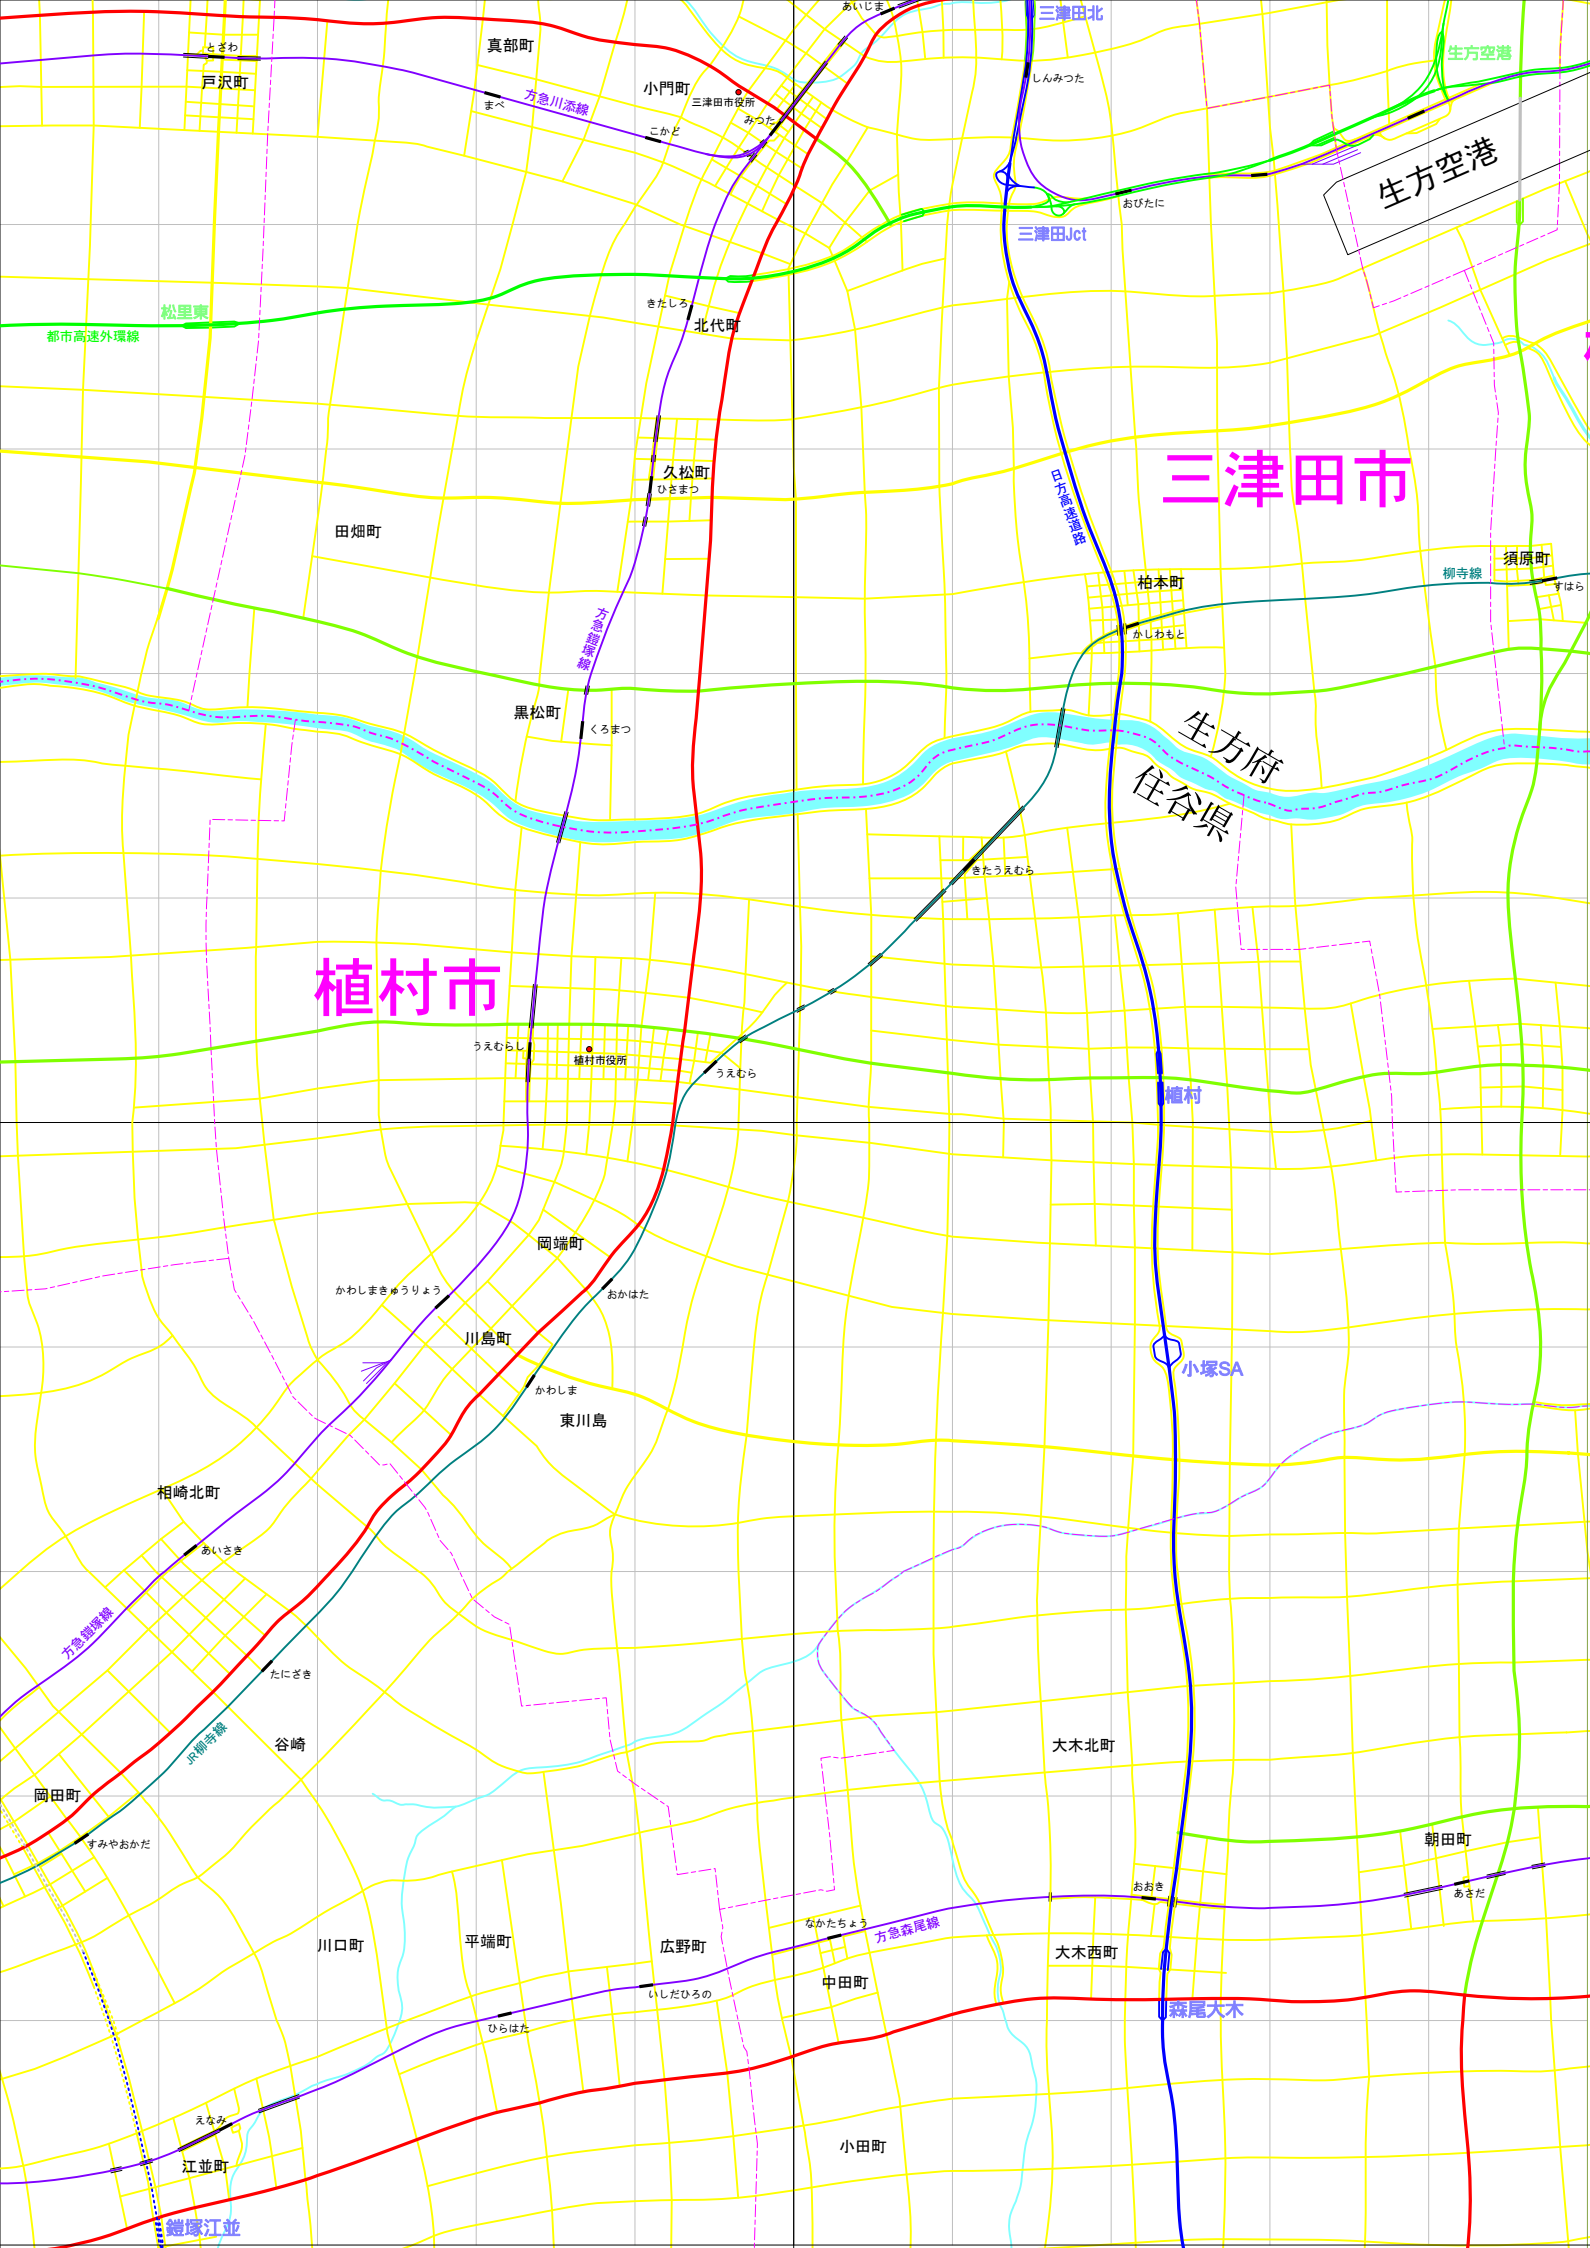 あいじま
三津田北
とざわ
真部町
生方空港
戸沢町
小門町
しんみつた
まべ
方急川添線
三津田市役所
みつた
こかど
生方空港
おびたに
三津田Jct
きたしろ
松里東
北代町
都市高速外環線
久松町
三津田市
ひさまつ
日方高速道路
田畑町
須原町
柏本町
柳寺線
すはら
方急鎧塚線
かしわもと
黒松町
くろまつ
生方府
住谷県
きたうえむら
植村市
うえむらし
植村市役所
うえむら
植村
岡端町
かわしまきゅうりょう
おかはた
川島町
小塚SA
かわしま
東川島
相崎北町
あいさき
方急鎧塚線
たにざき
JR柳寺線
谷崎
大木北町
岡田町
すみやおかだ
朝田町
おおき
あさだ
なかたちょう
方急森尾線
川口町
平端町
広野町
大木西町
中田町
いしだひろの
森尾大木
ひらはた
えなみ
小田町
江並町
鎧塚江並